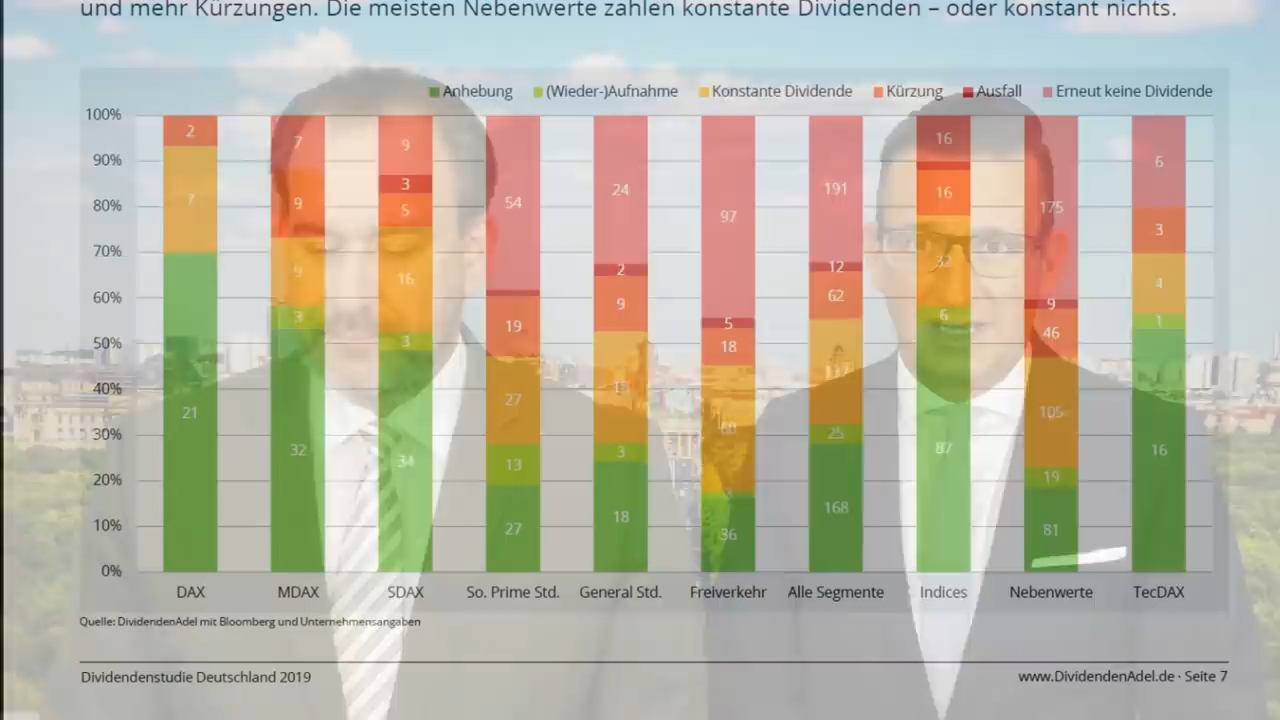 und mehr Kürzungen. Die meisten Nebenwerte zahlen konstante Dividenden – oder konstant nichts.
Anhebung (Wieder-)Aufnahme Konstante Dividende Kürzung Ausfall Erneut keine Dividende
100%
90%
80%
70%
60%
50%
40%
30%
20%
10%
0%
2 7 21
7 9 9 3 32
9 3 5 16 3 34
54 19 27 13 27
24 2 9 3 18
97 5 18 36
191 12 62 25 168
16 16 32 6 87
175 9 46 105 19 81
6 3 4 1 16
DAX MDAX SDAX So. Prime Std. General Std. Freiverkehr Alle Segmente Indices Nebenwerte TecDAX
Quelle: DividendenAdel mit Bloomberg und Unternehmensangaben
Dividendenstudie Deutschland 2019
www.DividendenAdel.de · Seite 7